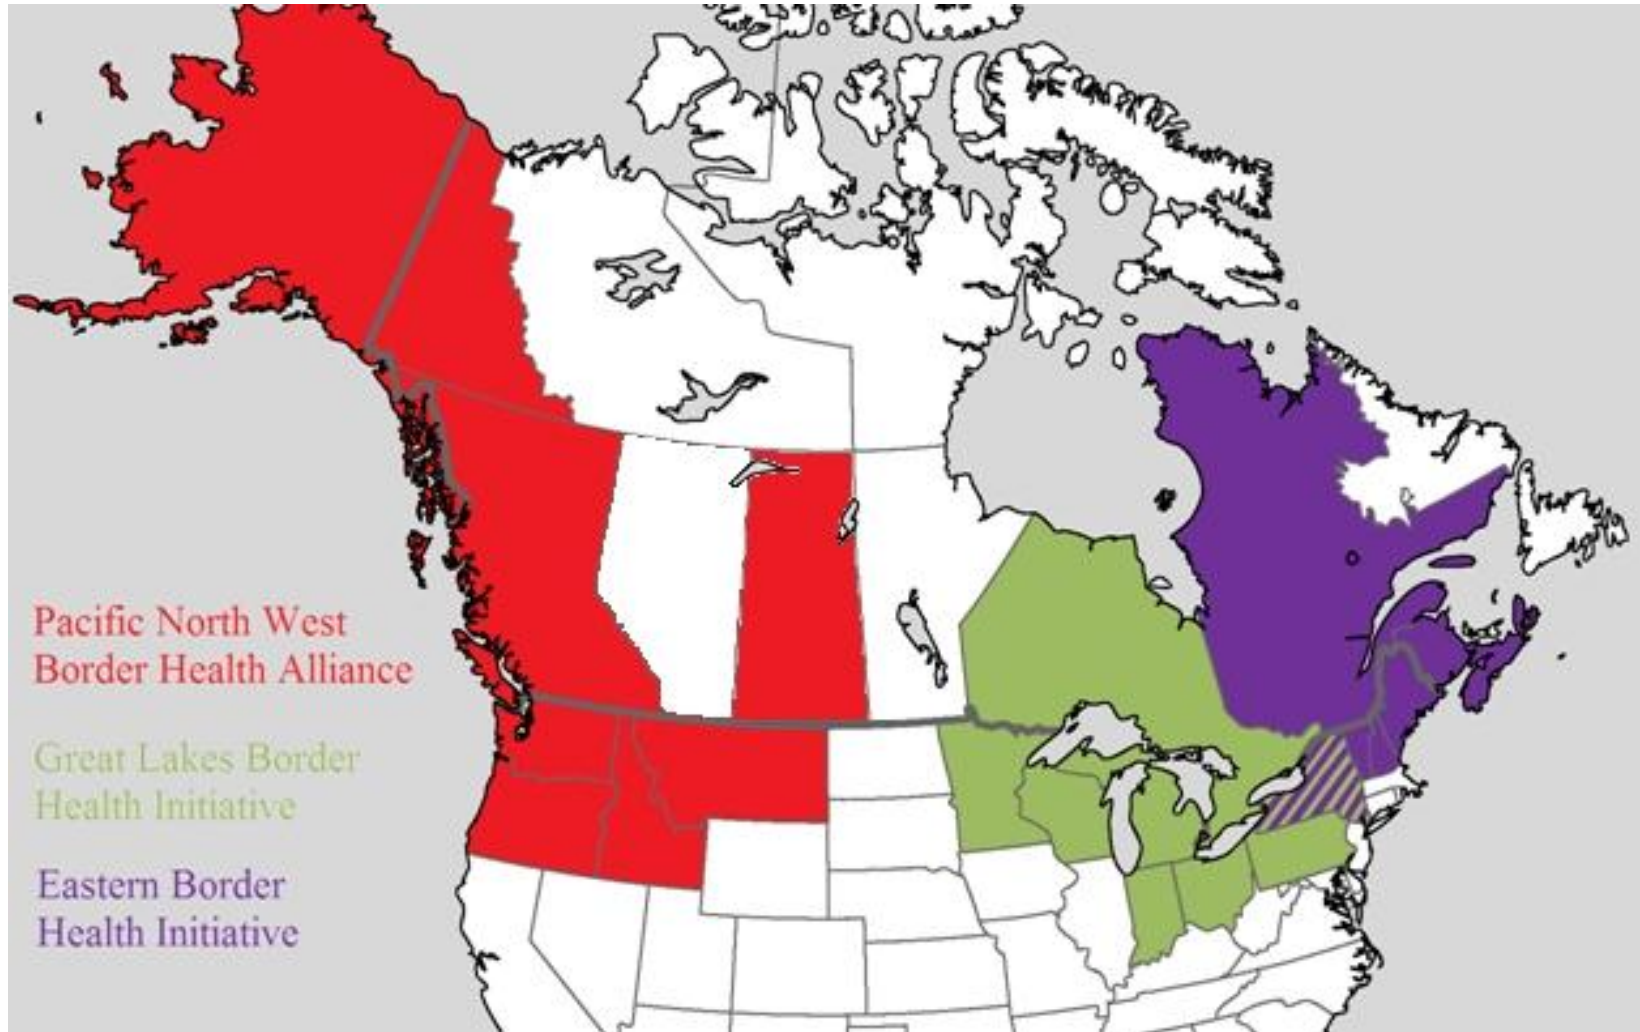 Pacific North West
Border Health Alliance
Great Lakes Border
Health Initiative
Eastern Border
Health Initiative